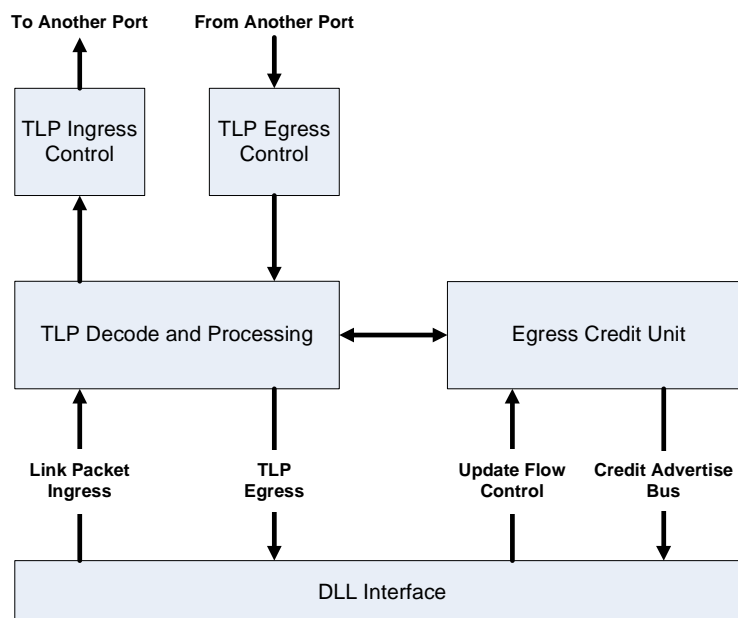 To Another Port
From Another Port
TLP Ingress
Control
TLP Egress
Control
TLP Decode and Processing
Egress Credit Unit
Link Packet
Ingress
TLP
Egress
Update Flow
Control
Credit Advertise
Bus
DLL Interface